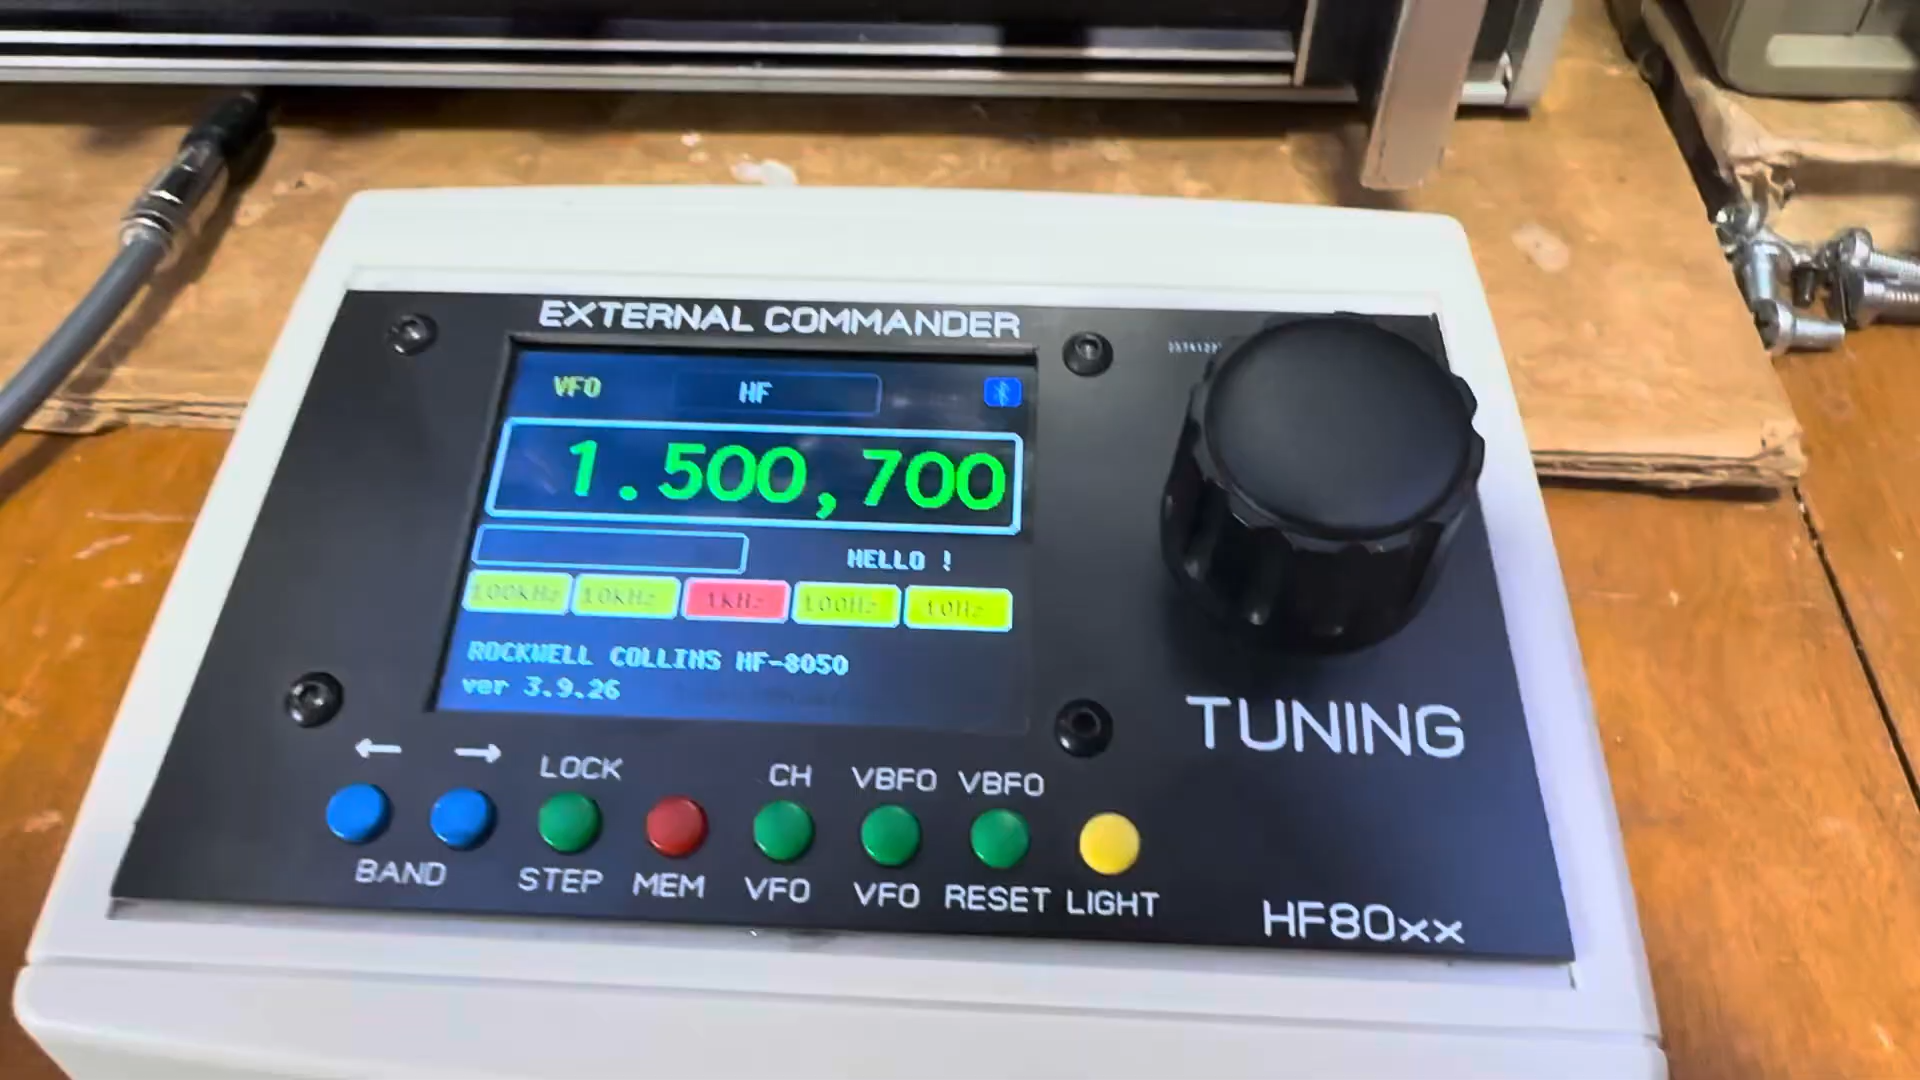 EXTERNAL COMMANDER
VFO HF
1.500,700
HELLO !
100kHz 10kHz 1kHz 100Hz 10Hz
ROCKWELL COLLINS HF-8050
ver 3.9.26
TUNING
← → LOCK CH VBFO VBFO
BAND STEP MEM VFO VFO RESET LIGHT
HF80xx